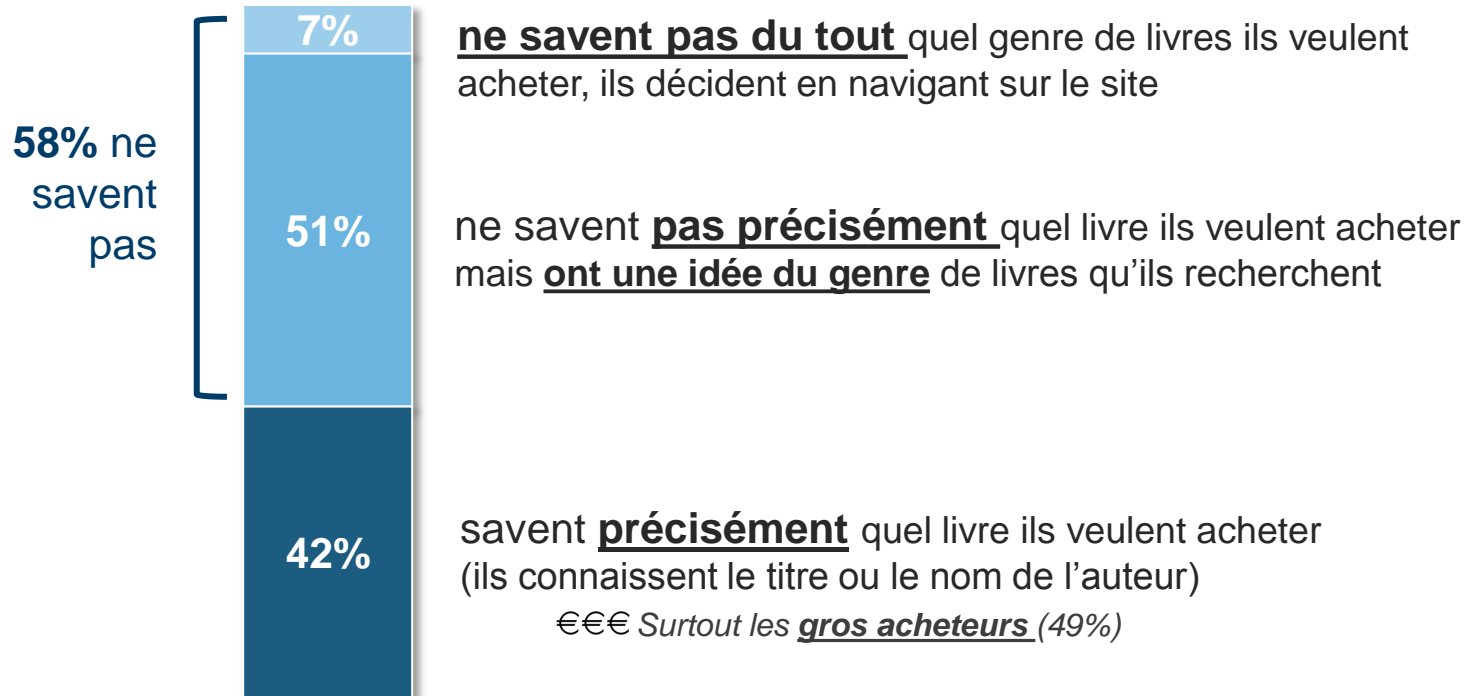 7%
ne savent pas du tout quel genre de livres ils veulent
acheter, ils décident en navigant sur le site
58% ne
savent
pas
51%
ne savent pas précisément quel livre ils veulent acheter
mais ont une idée du genre de livres qu’ils recherchent
42%
savent précisément quel livre ils veulent acheter
(ils connaissent le titre ou le nom de l’auteur)
€€€ Surtout les gros acheteurs (49%)